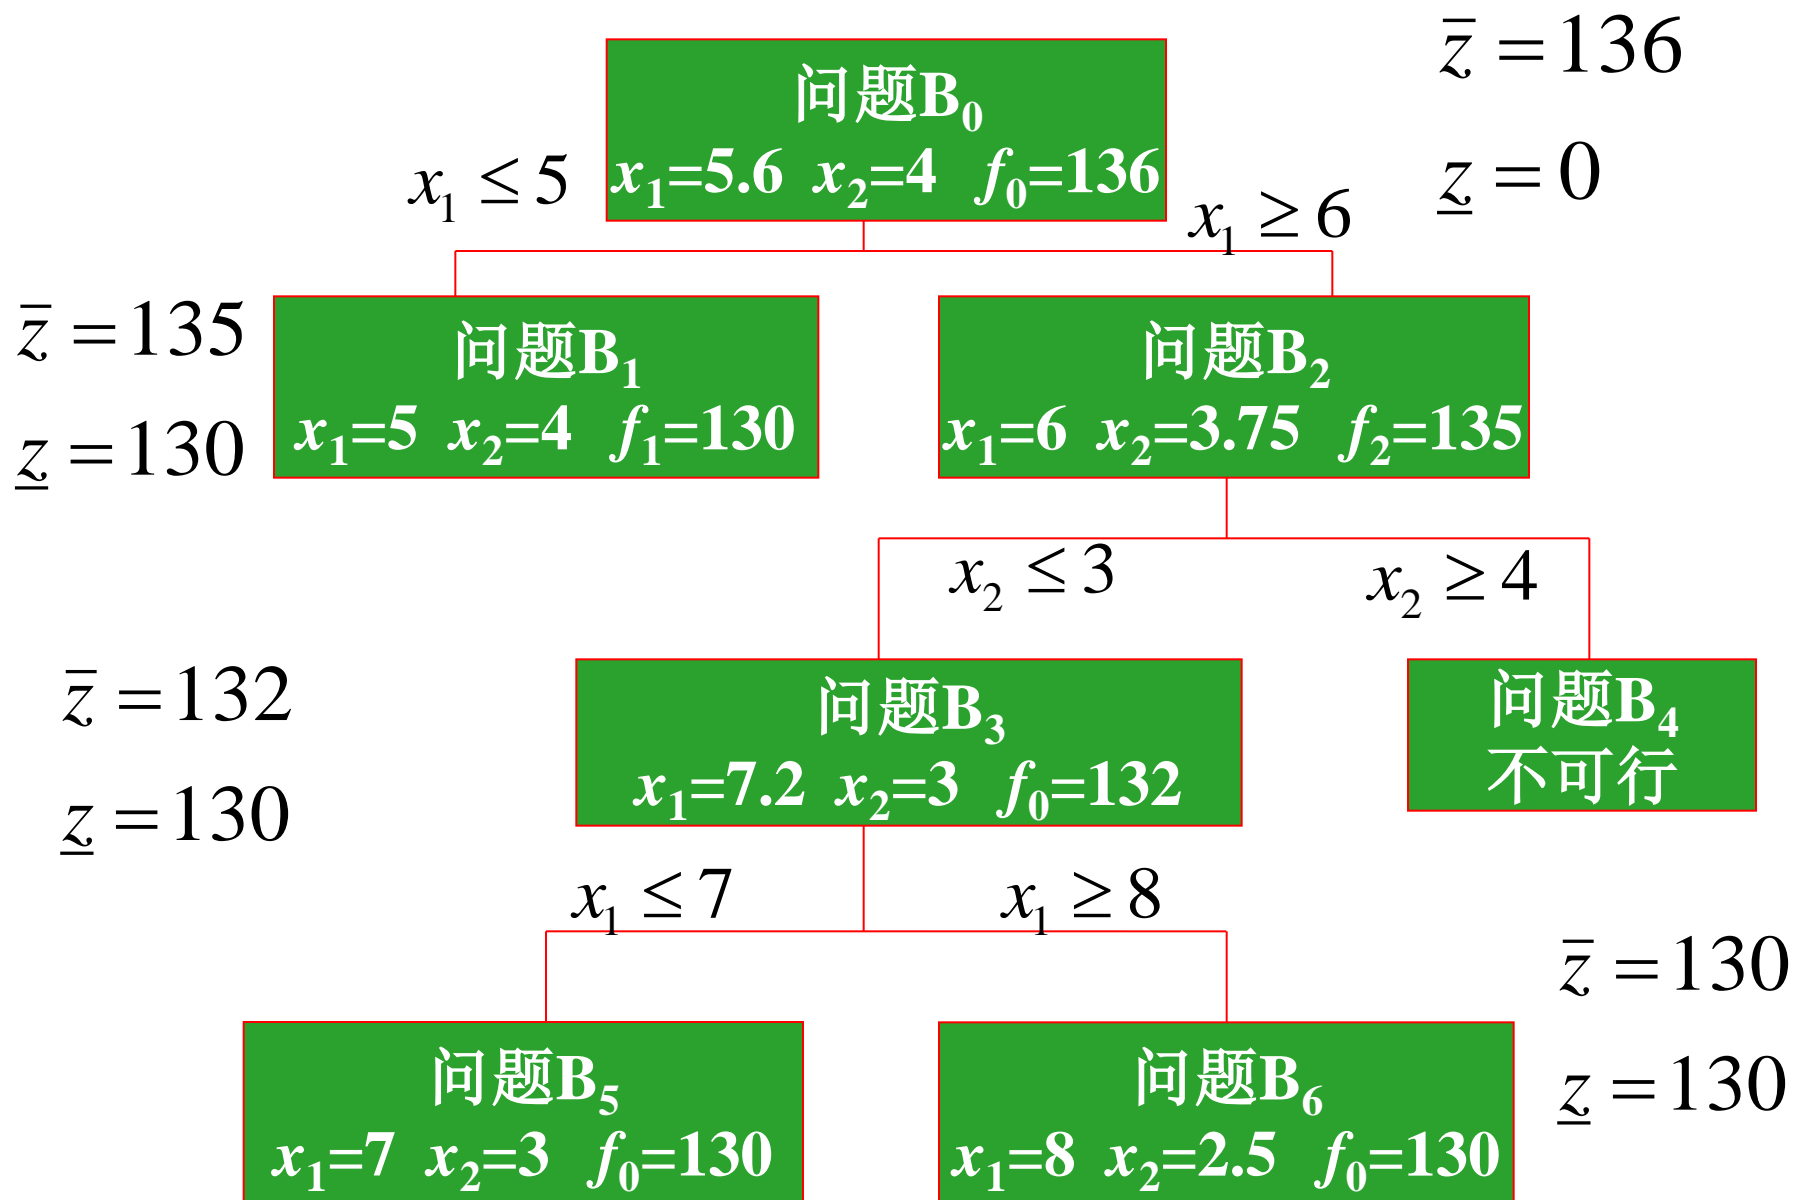 z̅ = 136
问题B₀
x₁=5.6 x₂=4 f₀=136
z̲ = 0
x₁ ≤ 5
x₁ ≥ 6
z̅ = 135
z̲ = 130
问题B₁
x₁=5 x₂=4 f₁=130
问题B₂
x₁=6 x₂=3.75 f₂=135
x₂ ≤ 3
x₂ ≥ 4
z̅ = 132
z̲ = 130
问题B₃
x₁=7.2 x₂=3 f₀=132
问题B₄
不可行
x₁ ≤ 7
x₁ ≥ 8
z̅ = 130
z̲ = 130
问题B₅
x₁=7 x₂=3 f₀=130
问题B₆
x₁=8 x₂=2.5 f₀=130